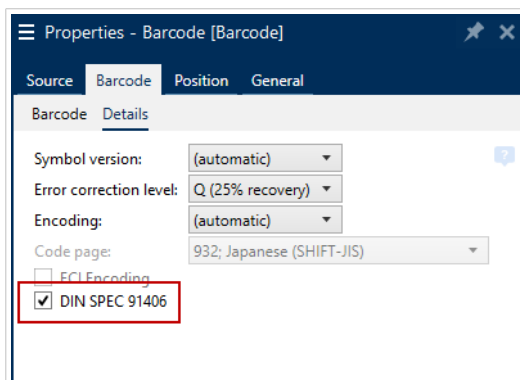 Properties - Barcode [Barcode]
Source Barcode Position General
Barcode Details
Symbol version: (automatic)
Error correction level: Q (25% recovery)
Encoding: (automatic)
Code page: 932; Japanese (SHIFT-JIS)
ECI Encoding
DIN SPEC 91406